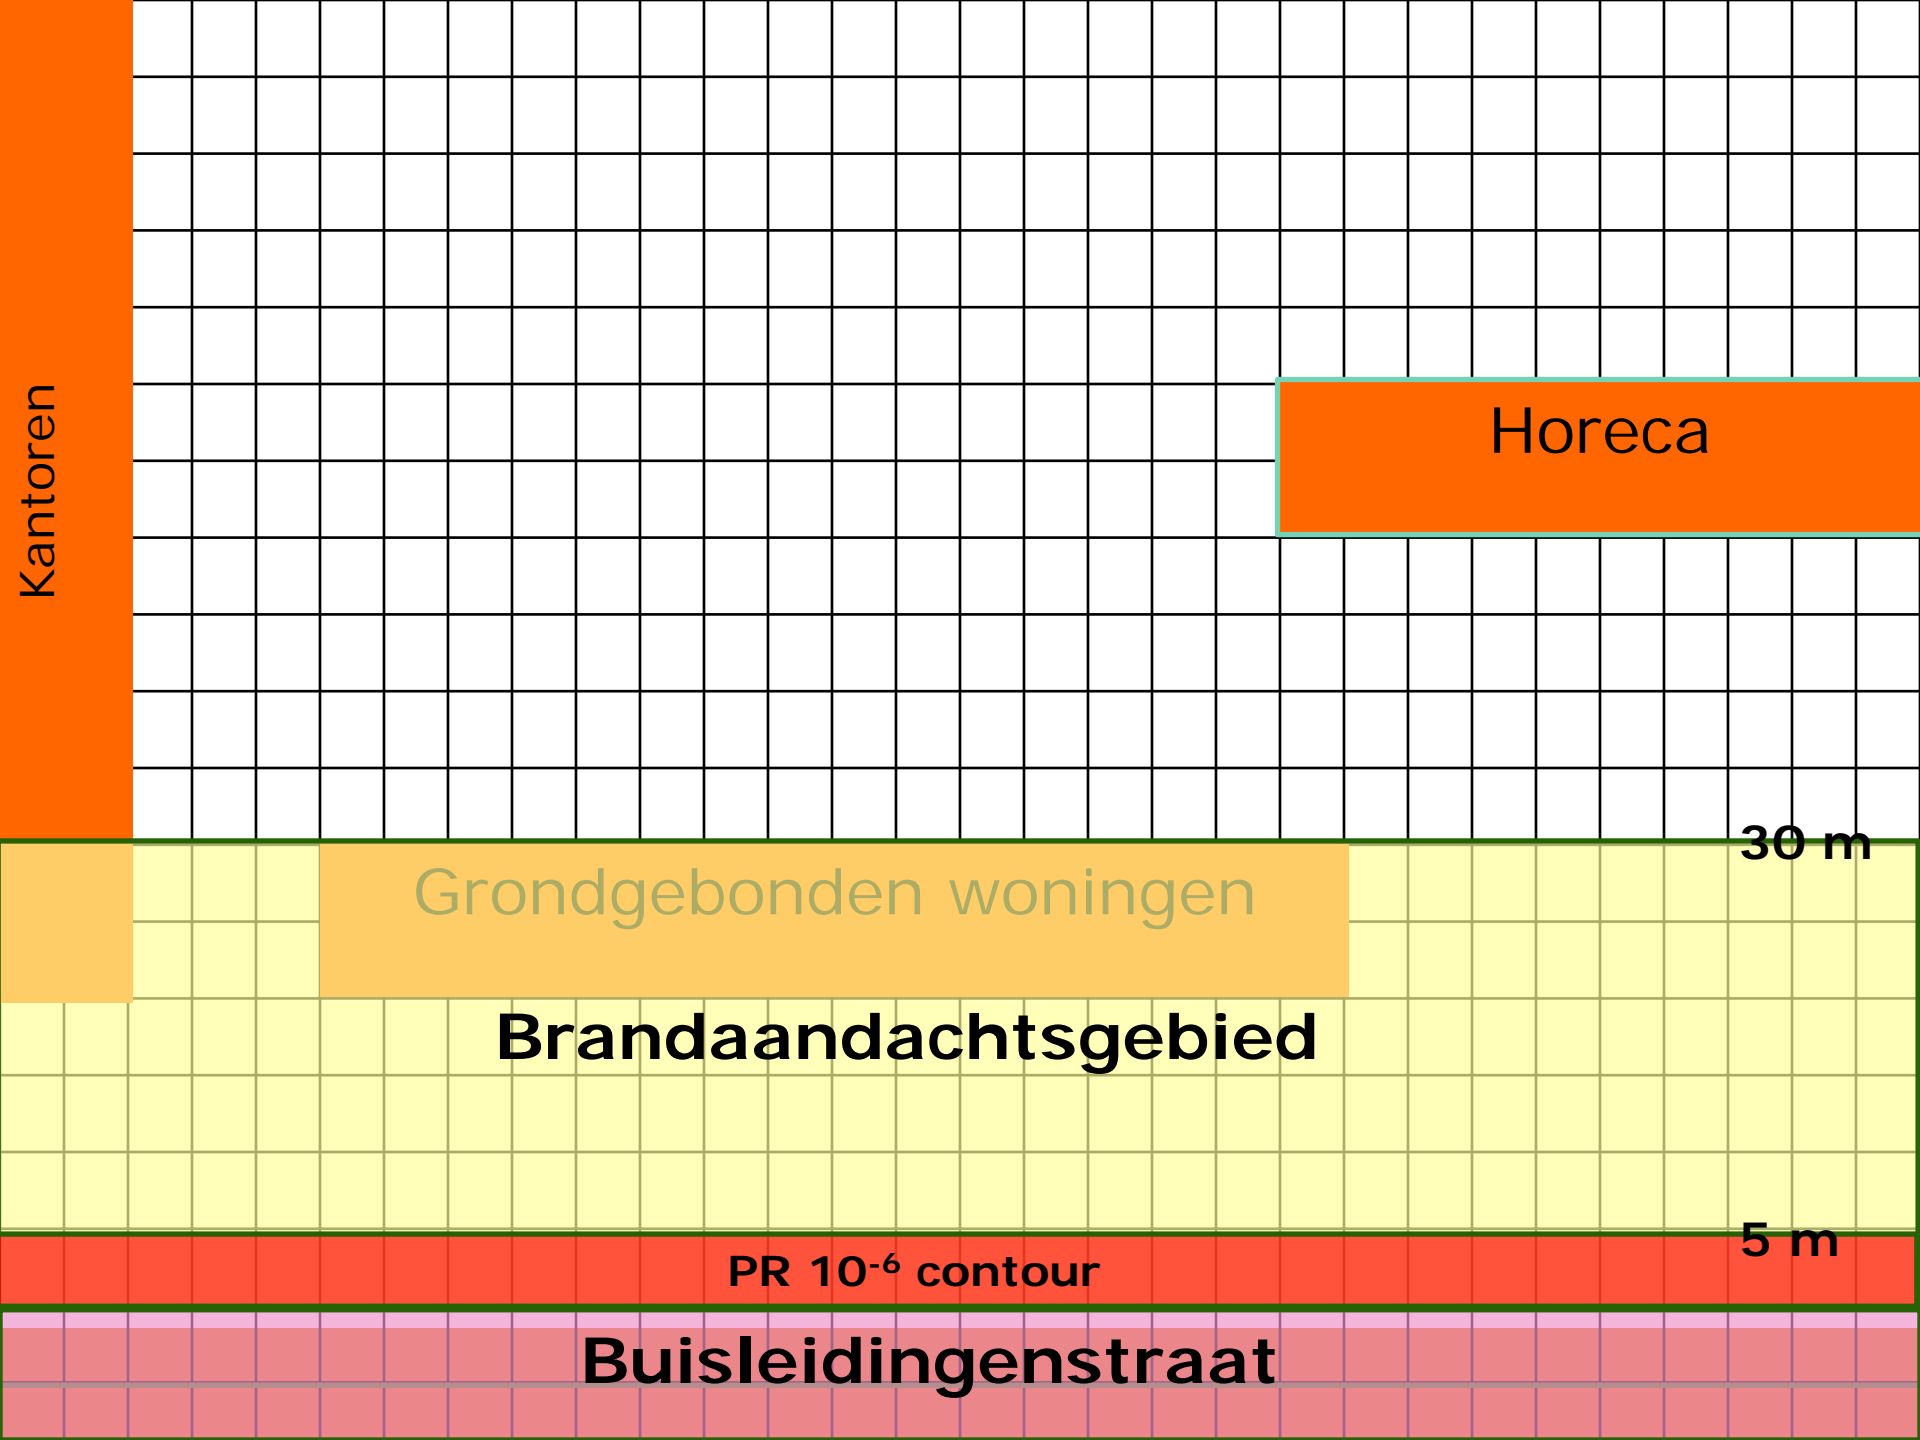 Kantoren
Horeca
30 m
Grondgebonden woningen
Brandaandachtsgebied
5 m
PR 10⁻⁶ contour
Buisleidingenstraat